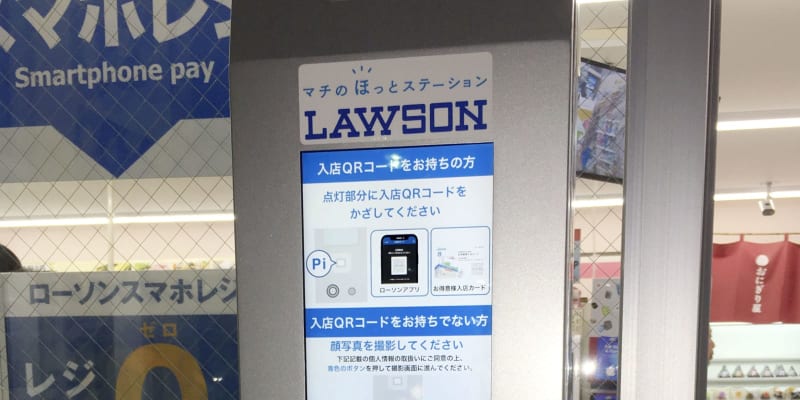 スマホレジ
Smartphone pay
ローソンスマホレジ
ゼロ
レジ
0
マチのほっとステーション
LAWSON
入店QRコードをお持ちの方
点灯部分に入店QRコードを
かざしてください
Pi
ローソンアプリ
お得意様入店カード
入店QRコードをお持ちでない方
顔写真を撮影してください
下記記載の個人情報の取扱いにご同意の上、
青色のボタンを押して撮影画面に進んでください。
おにぎり屋